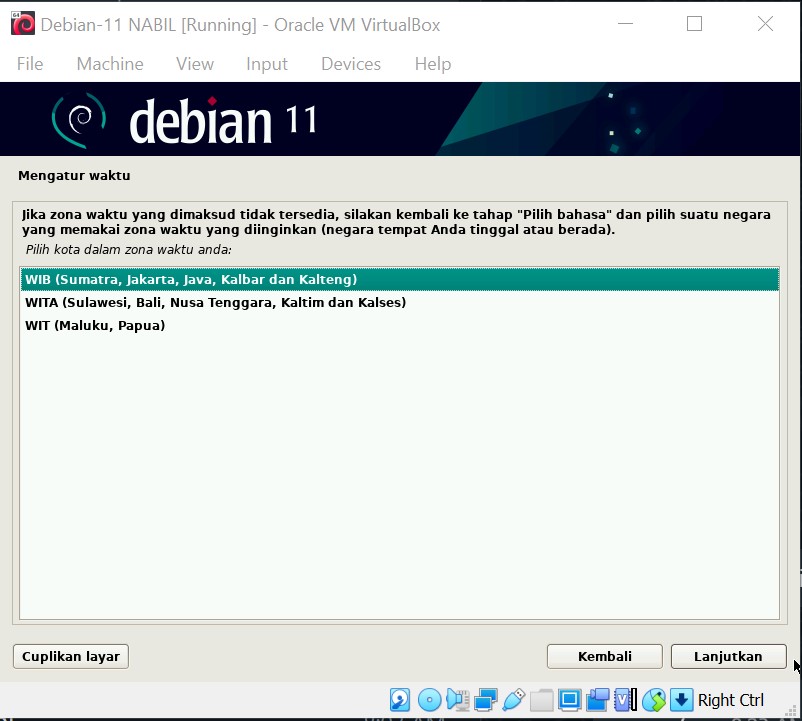 Debian-11 NABIL [Running] - Oracle VM VirtualBox
File Machine View Input Devices Help
debian 11
Mengatur waktu
Jika zona waktu yang dimaksud tidak tersedia, silakan kembali ke tahap "Pilih bahasa" dan pilih suatu negara
yang memakai zona waktu yang diinginkan (negara tempat Anda tinggal atau berada).
Pilih kota dalam zona waktu anda:
WIB (Sumatra, Jakarta, Java, Kalbar dan Kalteng)
WITA (Sulawesi, Bali, Nusa Tenggara, Kaltim dan Kalses)
WIT (Maluku, Papua)
Cuplikan layar Kembali Lanjutkan
Right Ctrl